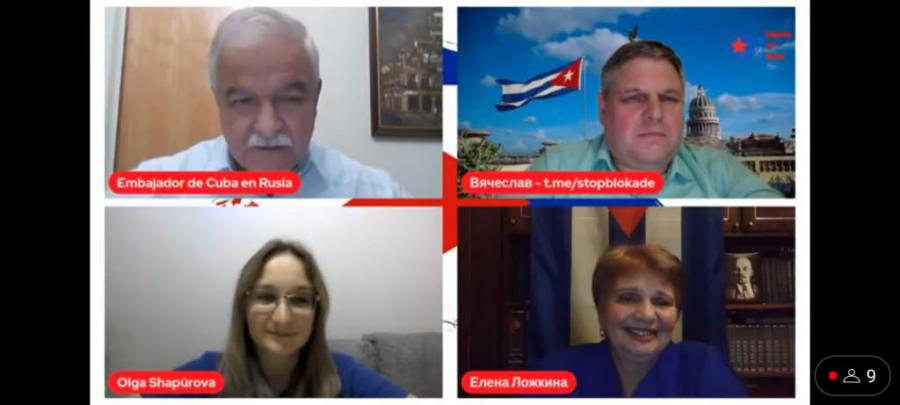 Embajador de Cuba en Rusia
Вячеслав - t.me/stopblokade
Olga Shapúrova
Елена Ложкина
9